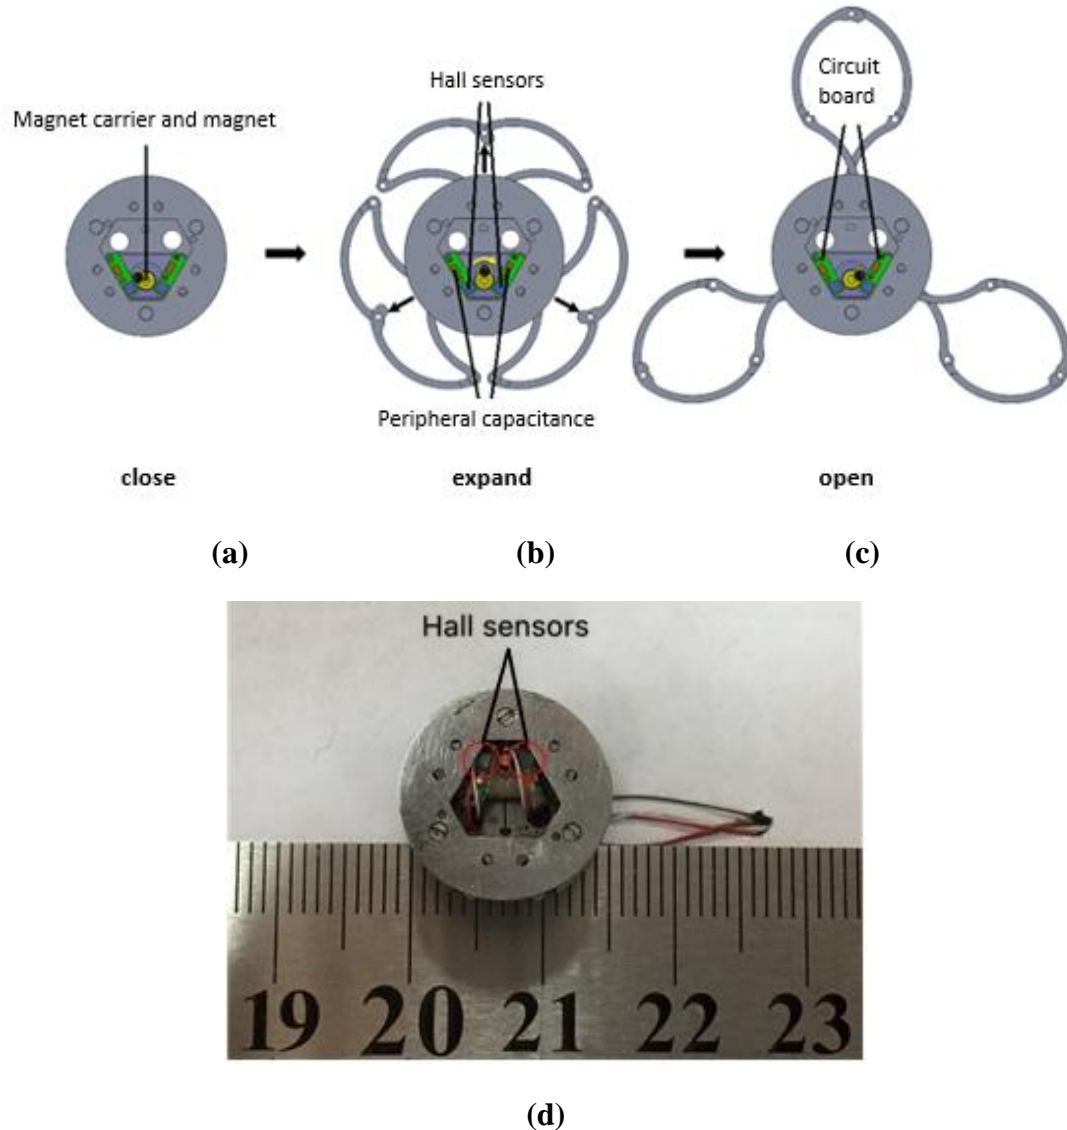 Hall sensors
Circuit
board
Magnet carrier and magnet
Peripheral capacitance
close
expand
open
(a)
(b)
(c)
Hall sensors
19 20 21 22 23
(d)